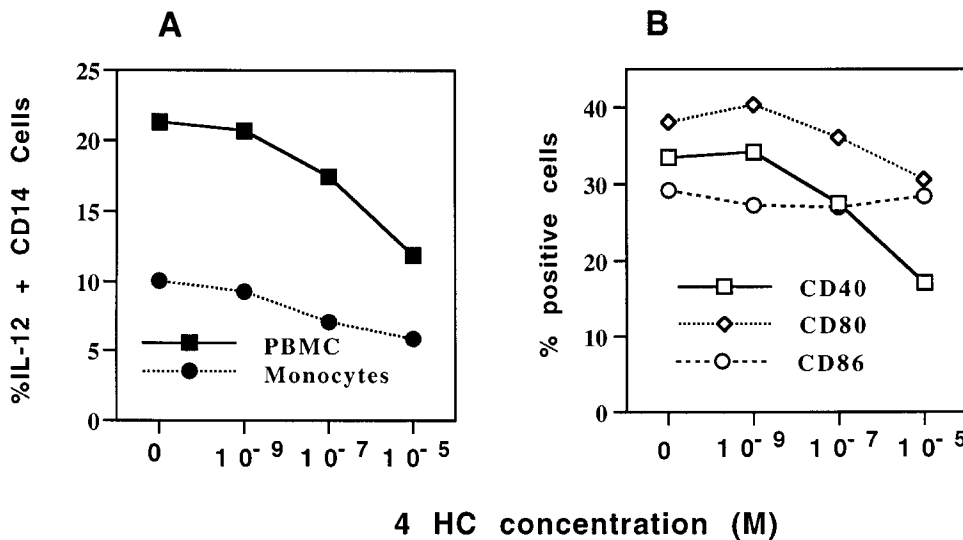 A
B
%IL-12 + CD14 Cells
25
20
15
10
5
0
PBMC
Monocytes
0
10-9
10-7
10-5
% positive cells
40
30
20
10
0
CD40
CD80
CD86
0
10-9
10-7
10-5
4 HC concentration (M)